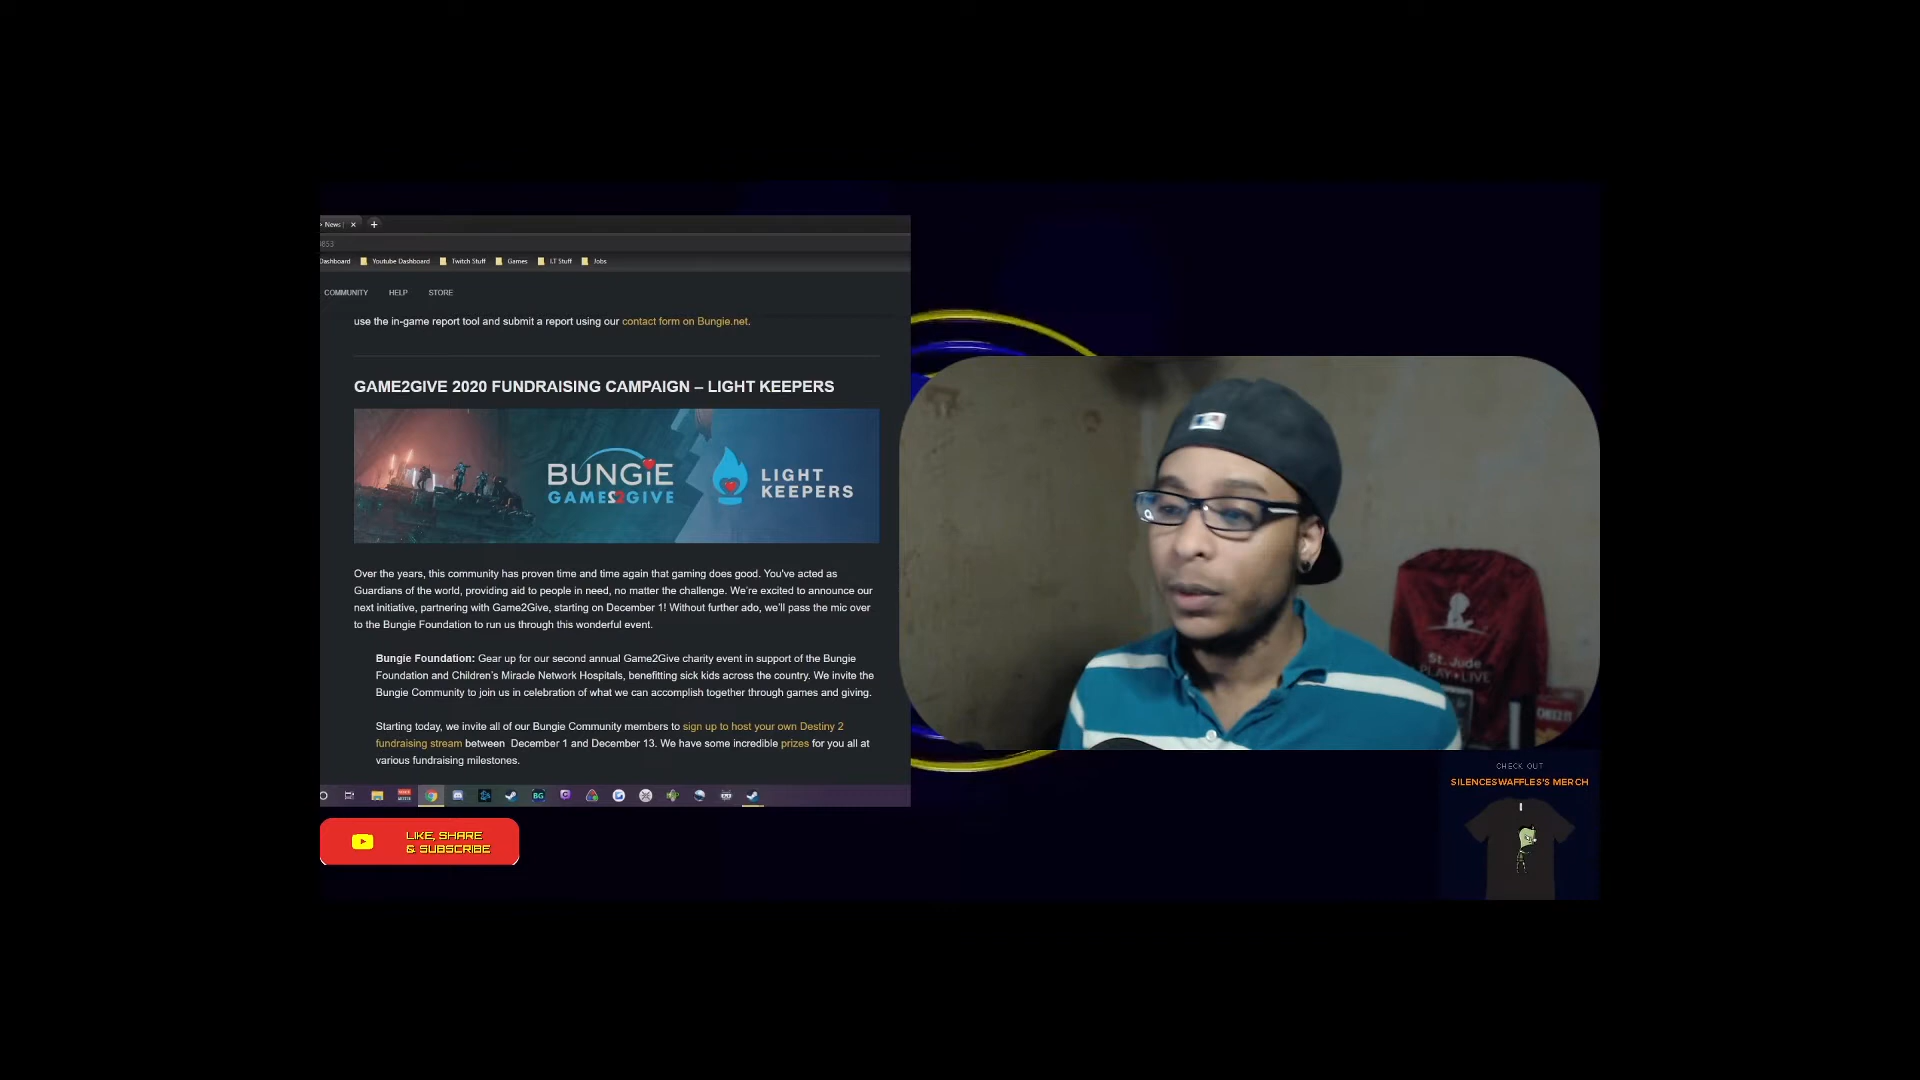 News |
Dashboard Youtube Dashboard Twitch Stuff Games I.T Stuff Jobs
COMMUNITY HELP STORE
use the in-game report tool and submit a report using our contact form on Bungie.net.
GAME2GIVE 2020 FUNDRAISING CAMPAIGN – LIGHT KEEPERS
BUNGIE
GAME2GIVE
LIGHT
KEEPERS
Over the years, this community has proven time and time again that gaming does good. You've acted as
Guardians of the world, providing aid to people in need, no matter the challenge. We're excited to announce our
next initiative, partnering with Game2Give, starting on December 1! Without further ado, we'll pass the mic over
to the Bungie Foundation to run us through this wonderful event.
Bungie Foundation: Gear up for our second annual Game2Give charity event in support of the Bungie
Foundation and Children's Miracle Network Hospitals, benefitting sick kids across the country. We invite the
Bungie Community to join us in celebration of what we can accomplish together through games and giving.
Starting today, we invite all of our Bungie Community members to sign up to host your own Destiny 2
fundraising stream between December 1 and December 13. We have some incredible prizes for you all at
various fundraising milestones.
BG
LIKE, SHARE
& SUBSCRIBE
St. Jude
PLAY LIVE
CHECK OUT
SILENCESWAFFLES'S MERCH